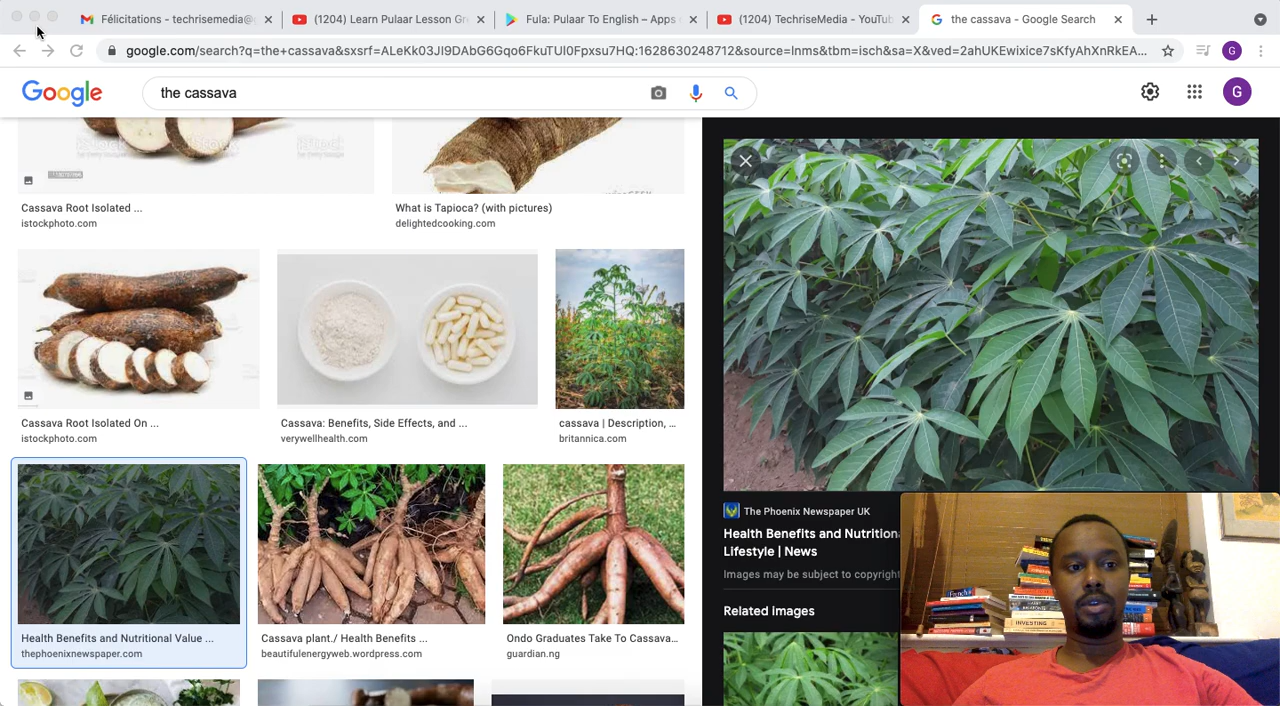 Félicitations - techrisemedia@g
(1204) Learn Pulaar Lesson Gr
Fula: Pulaar To English – Apps
(1204) TechriseMedia - YouTub
the cassava - Google Search
google.com/search?q=the+cassava&sxsrf=ALeKk03JI9DAbG6Gqo6FkuTUI0Fpxsu7HQ:1628630248712&source=lnms&tbm=isch&sa=X&ved=2ahUKEwixice7sKfyAhXnRkEA...
G
Google
the cassava
G
iStock
Cassava Root Isolated ...
istockphoto.com
What is Tapioca? (with pictures)
delightedcooking.com
Cassava Root Isolated On ...
istockphoto.com
Cassava: Benefits, Side Effects, and ...
verywellhealth.com
cassava | Description, ...
britannica.com
Health Benefits and Nutritional Value ...
thephoenixnewspaper.com
Cassava plant./ Health Benefits ...
beautifulenergyweb.wordpress.com
Ondo Graduates Take To Cassava...
guardian.ng
The Phoenix Newspaper UK
Health Benefits and Nutritiona
Lifestyle | News
Images may be subject to copyright
Related images
French
INVESTING